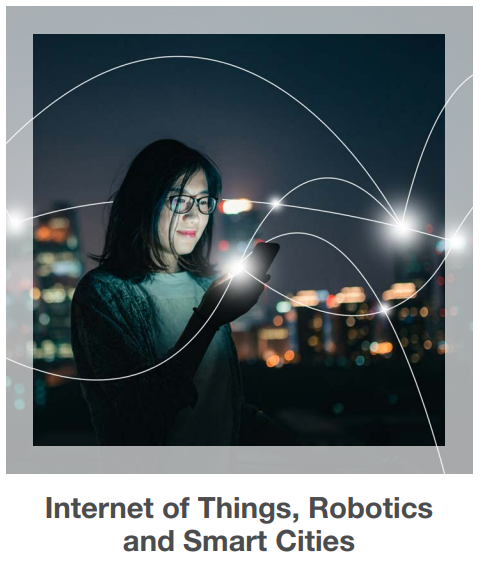 Internet of Things, Robotics
and Smart Cities